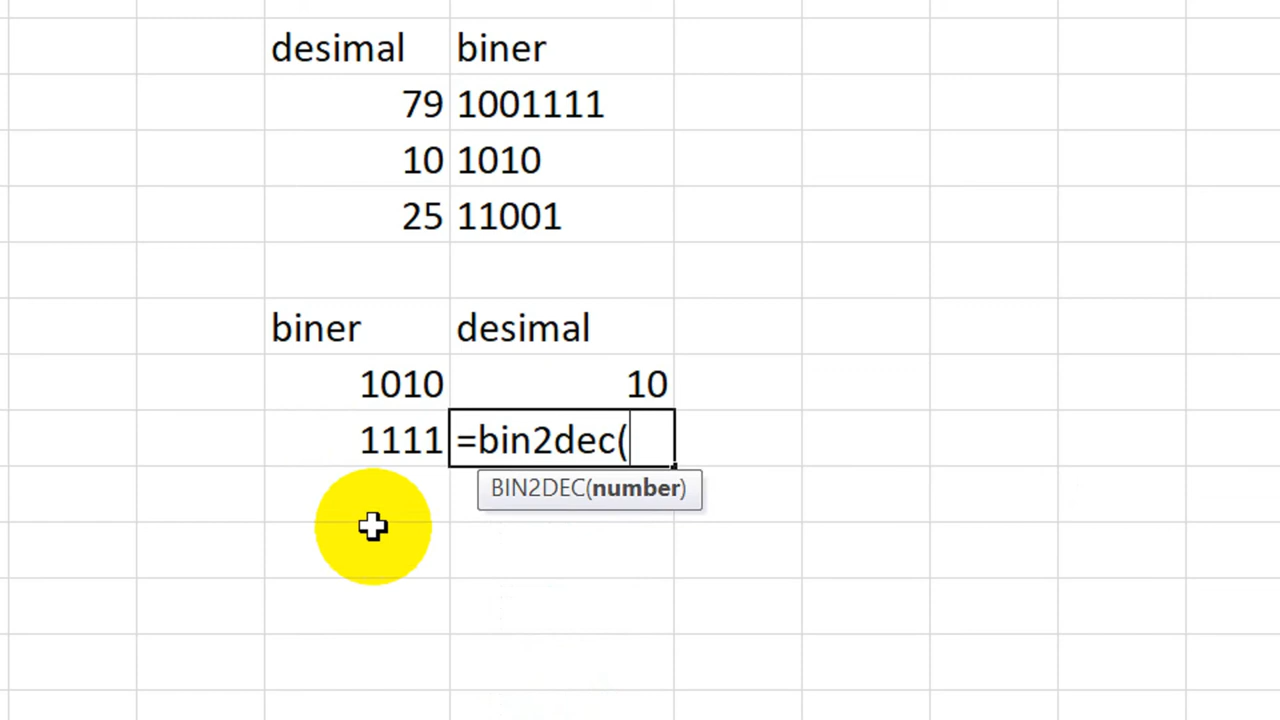 desimal biner
79 1001111
10 1010
25 11001
biner desimal
1010 10
1111 =bin2dec(
BIN2DEC(number)